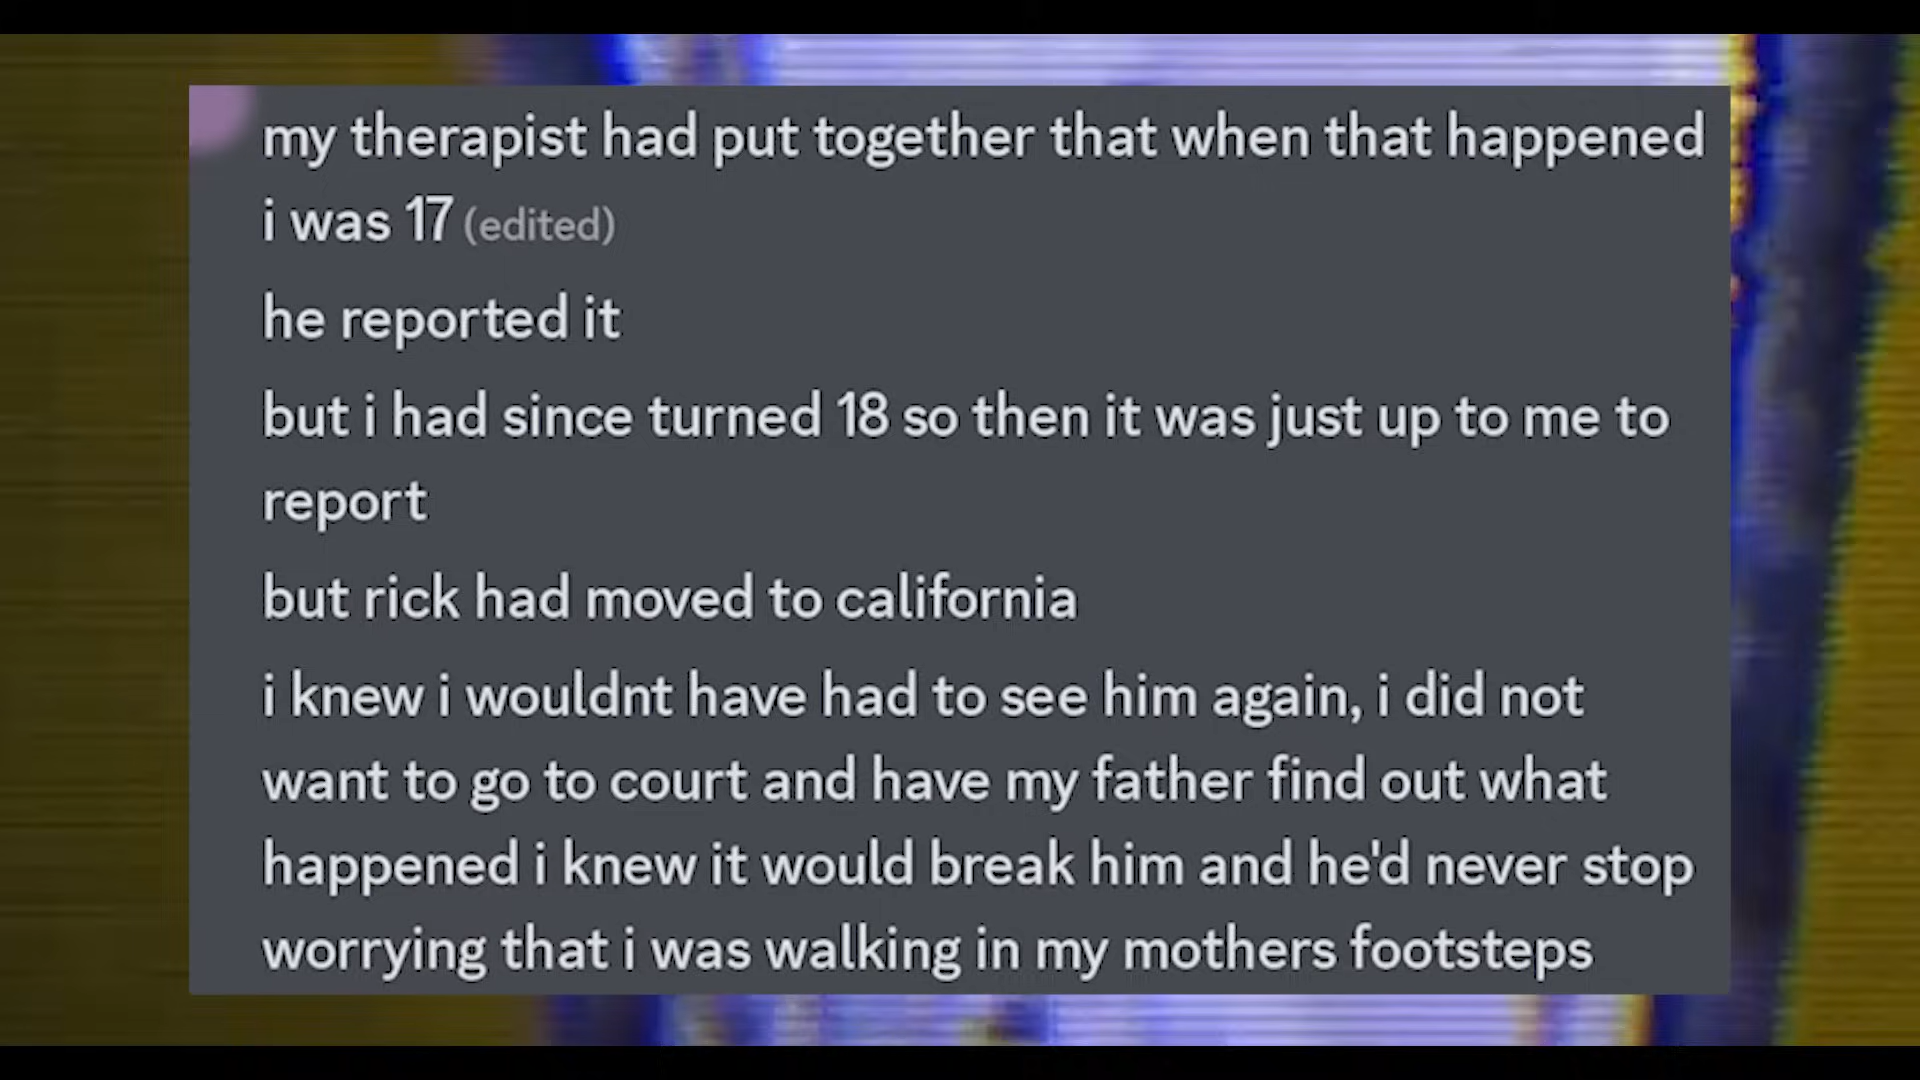 my therapist had put together that when that happened
i was 17 (edited)
he reported it
but i had since turned 18 so then it was just up to me to
report
but rick had moved to california
i knew i wouldnt have had to see him again, i did not
want to go to court and have my father find out what
happened i knew it would break him and he'd never stop
worrying that i was walking in my mothers footsteps